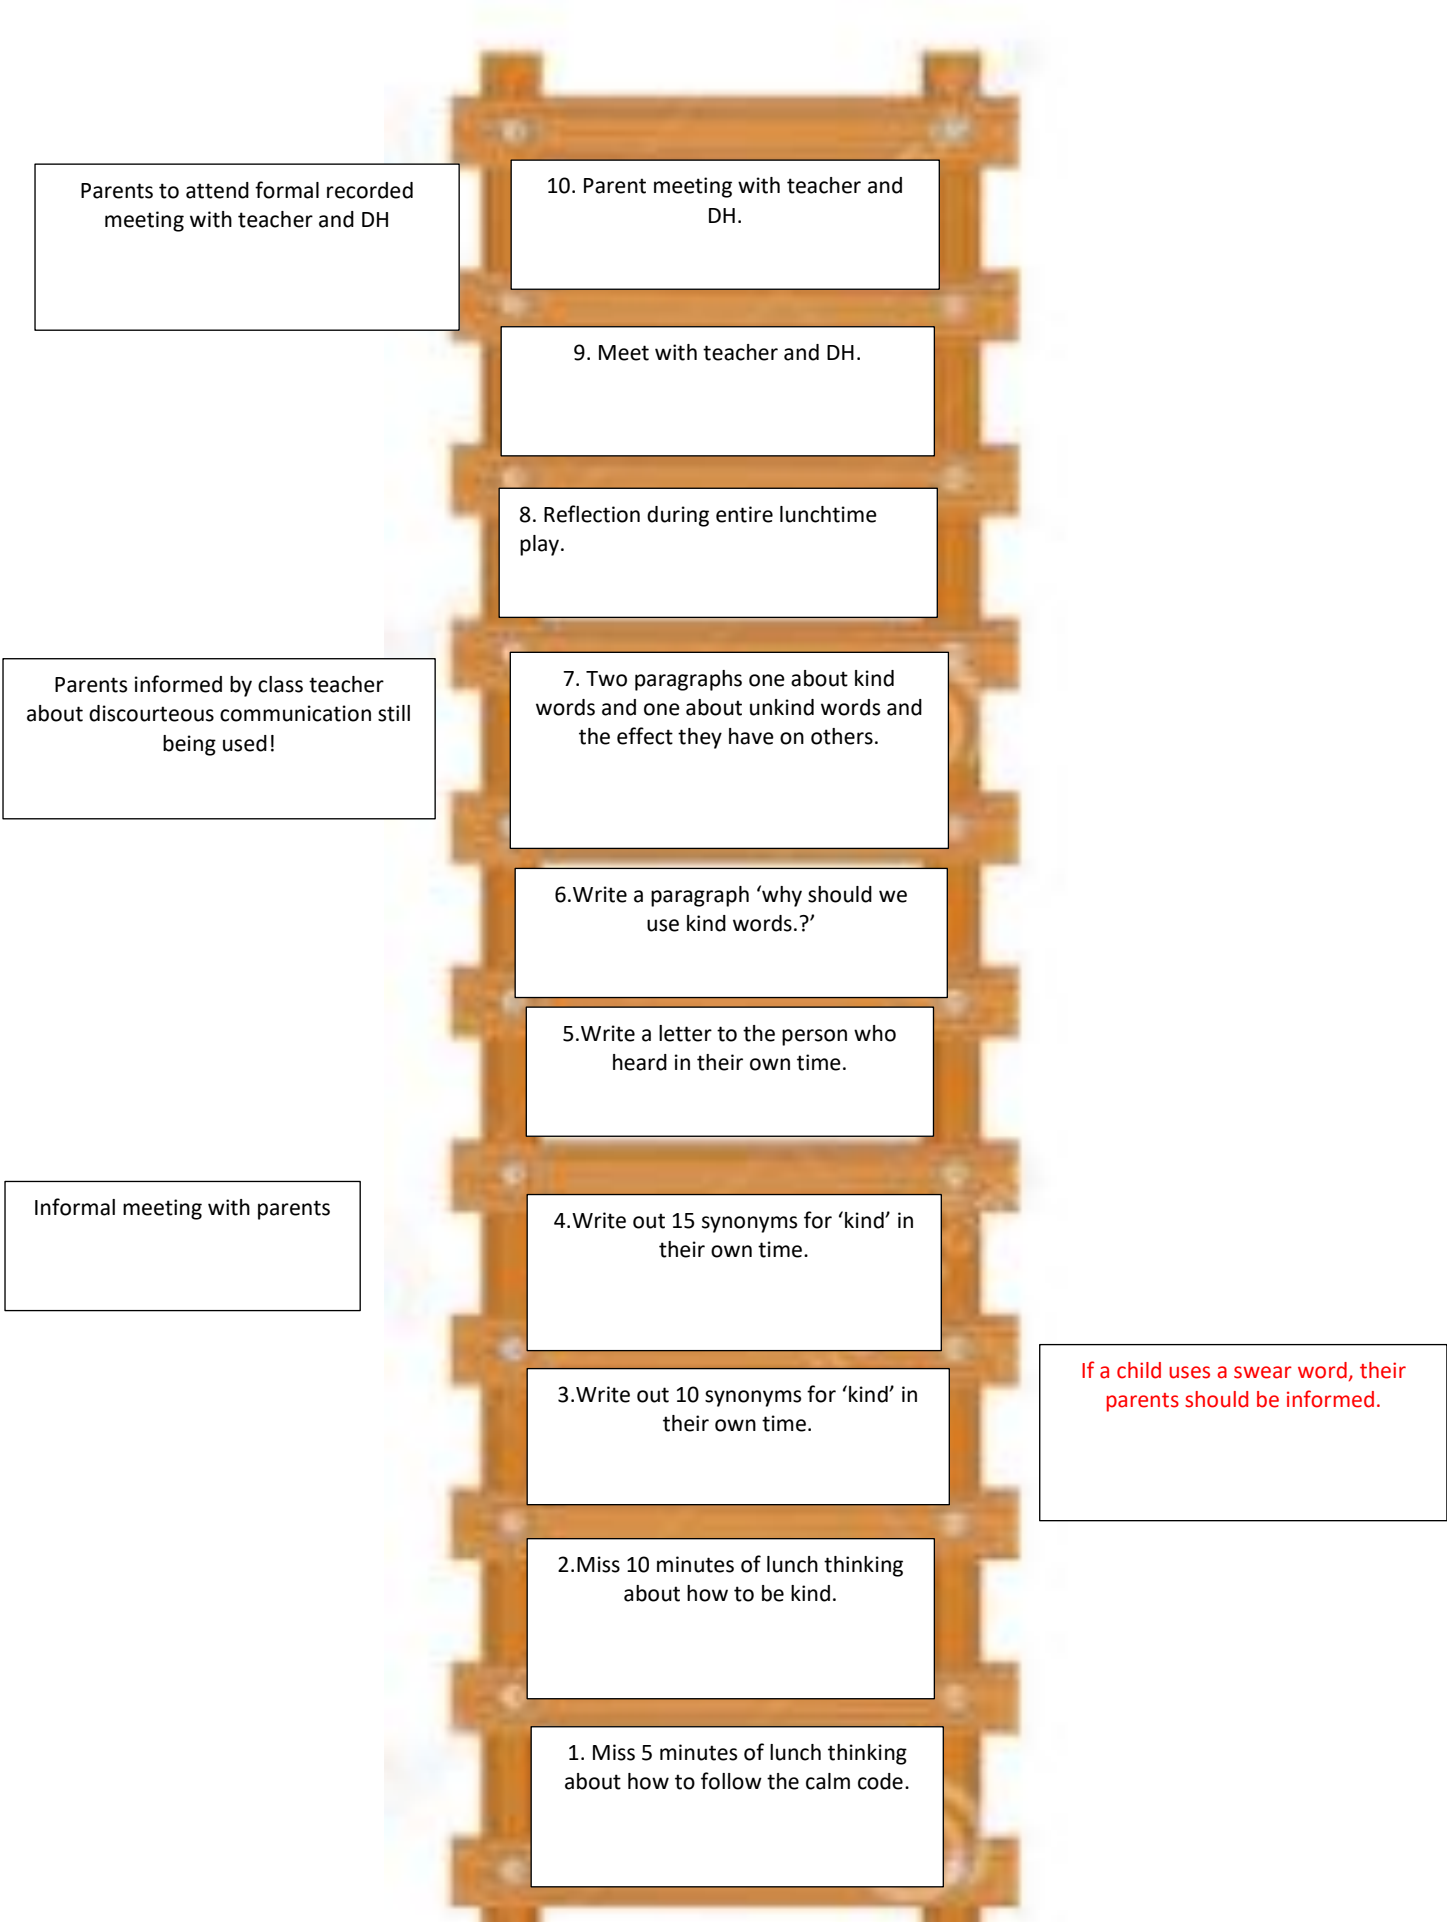 Parents to attend formal recorded
meeting with teacher and DH
10. Parent meeting with teacher and
DH.
9. Meet with teacher and DH.
8. Reflection during entire lunchtime
play.
Parents informed by class teacher
about discourteous communication still
being used!
7. Two paragraphs one about kind
words and one about unkind words and
the effect they have on others.
6.Write a paragraph ‘why should we
use kind words.?’
5.Write a letter to the person who
heard in their own time.
Informal meeting with parents
4.Write out 15 synonyms for ‘kind’ in
their own time.
If a child uses a swear word, their
parents should be informed.
3.Write out 10 synonyms for ‘kind’ in
their own time.
2.Miss 10 minutes of lunch thinking
about how to be kind.
1. Miss 5 minutes of lunch thinking
about how to follow the calm code.